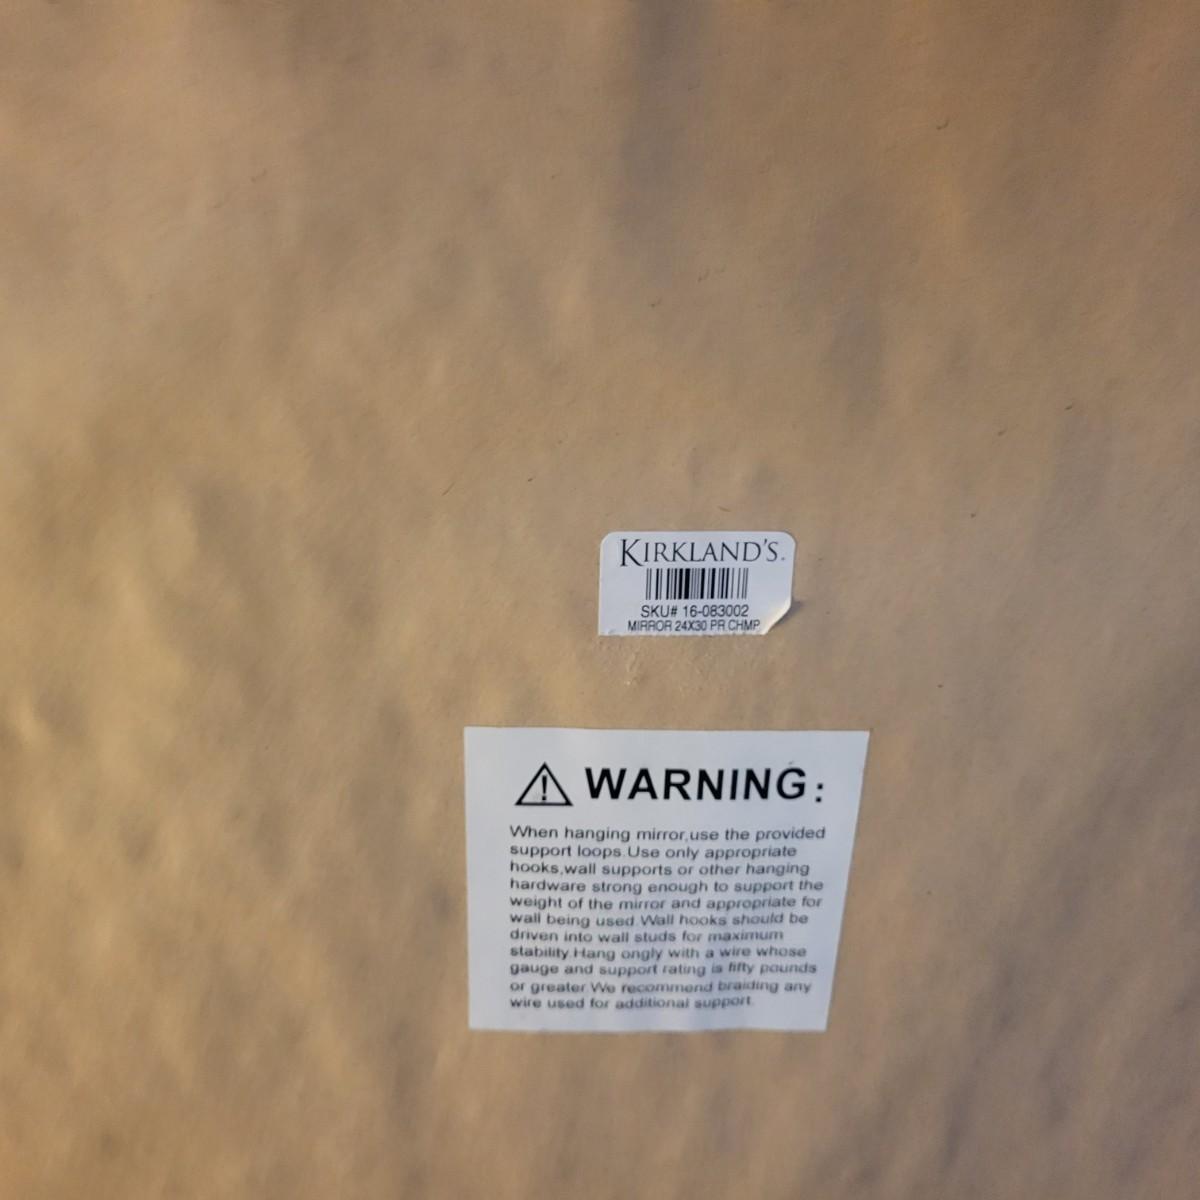 KIRKLAND'S.
SKU# 16-083002
MIRROR 24X30 PR CHMP
WARNING:
When hanging mirror,use the provided
support loops.Use only appropriate
hooks,wall supports or other hanging
hardware strong enough to support the
weight of the mirror and appropriate for
wall being used.Wall hooks should be
driven into wall studs for maximum
stability.Hang ongly with a wire whose
gauge and support rating is fifty pounds
or greater.We recommend braiding any
wire used for additional support.